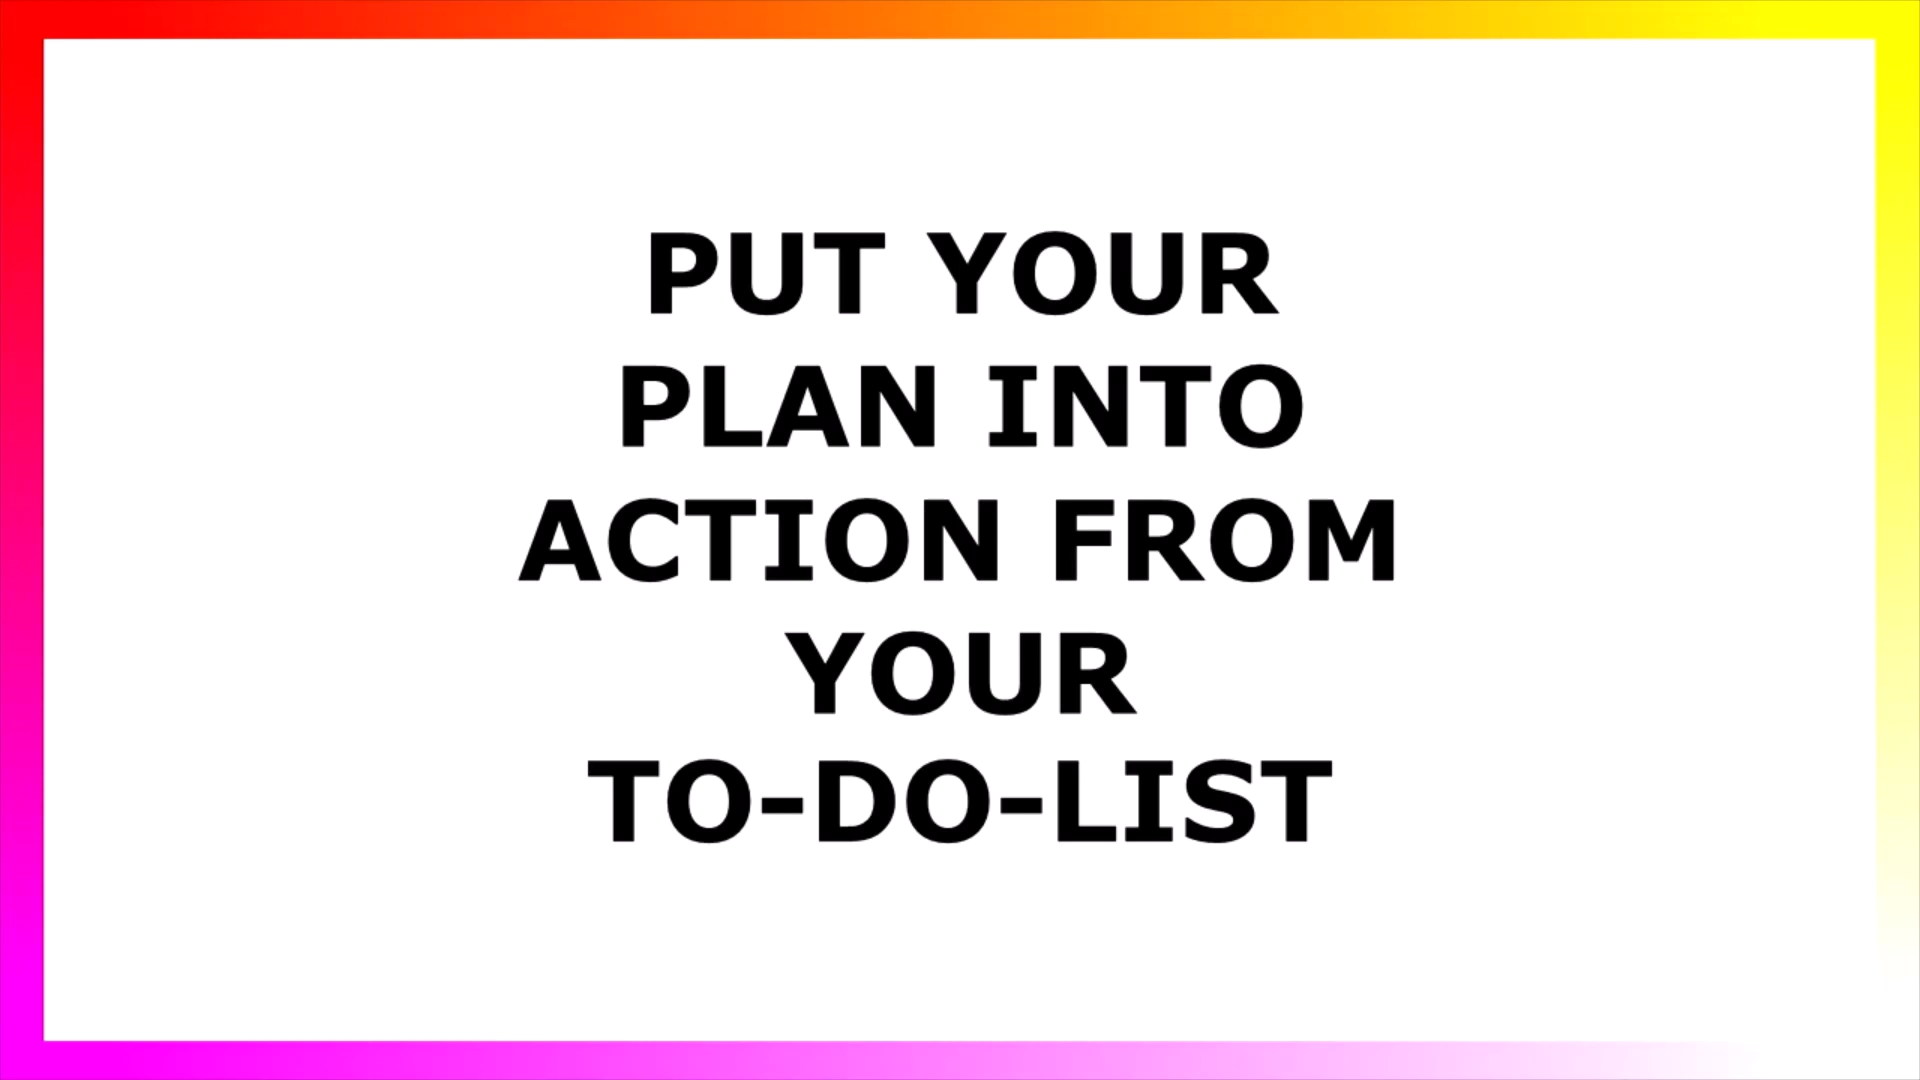 PUT YOUR
PLAN INTO
ACTION FROM
YOUR
TO-DO-LIST